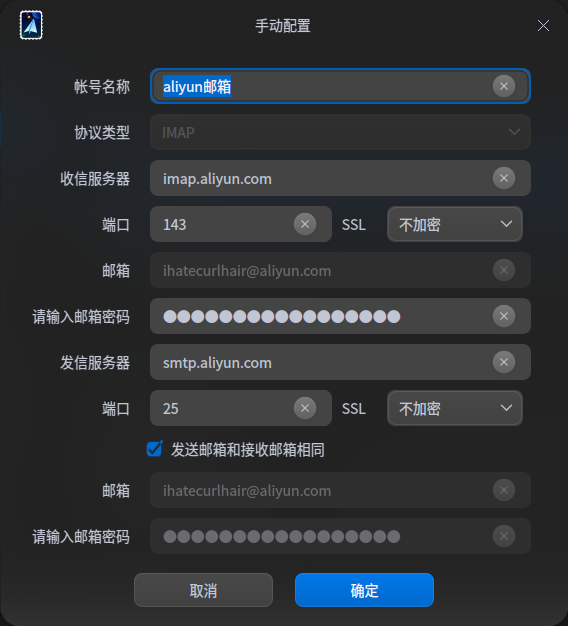 手动配置
帐号名称 aliyun邮箱
协议类型 IMAP
收信服务器 imap.aliyun.com
端口 143 SSL 不加密
邮箱 ihatecurlhair@aliyun.com
请输入邮箱密码 ●●●●●●●●●●●●●●●●●
发信服务器 smtp.aliyun.com
端口 25 SSL 不加密
发送邮箱和接收邮箱相同
邮箱 ihatecurlhair@aliyun.com
请输入邮箱密码 ●●●●●●●●●●●●●●●●●
取消 确定